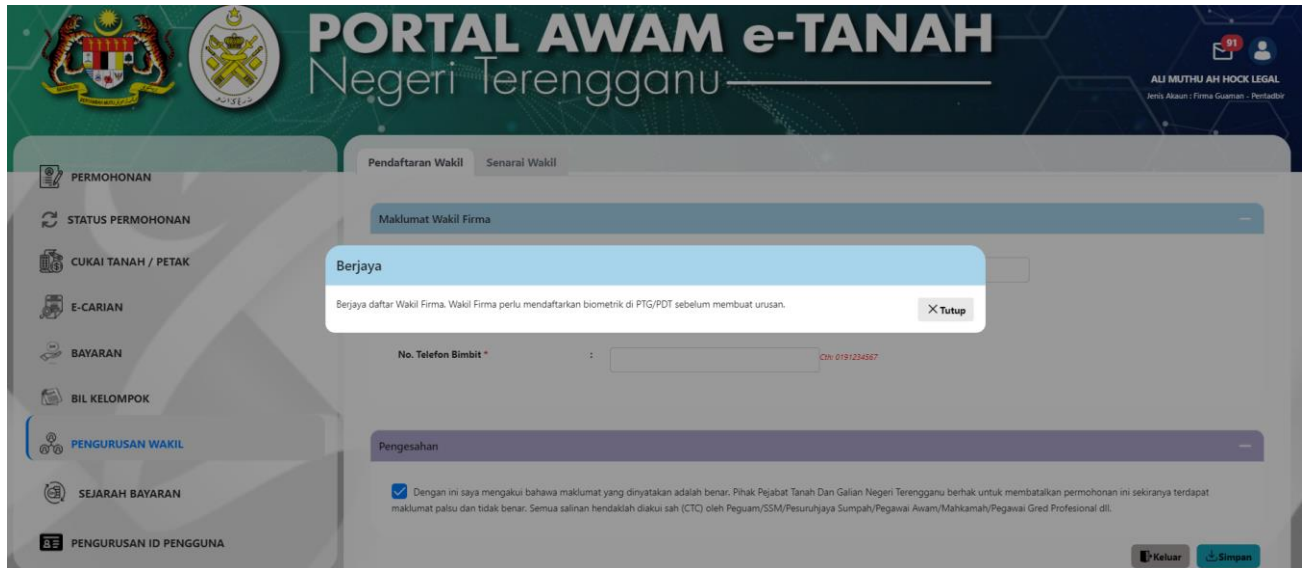 PORTAL AWAM e-TANAH
Negeri Terengganu
91
ALI MUTHU AH HOCK LEGAL
Jenis Akaun : Firma Guaman - Pentadbir
PERMOHONAN
STATUS PERMOHONAN
CUKAI TANAH / PETAK
E-CARIAN
BAYARAN
BIL KELOMPOK
PENGURUSAN WAKIL
SEJARAH BAYARAN
PENGURUSAN ID PENGGUNA
Pendaftaran Wakil Senarai Wakil
Maklumat Wakil Firma
Berjaya
Berjaya daftar Wakil Firma. Wakil Firma perlu mendaftarkan biometrik di PTG/PDT sebelum membuat urusan.
Tutup
No. Telefon Bimbit * : Cth: 0191234567
Pengesahan
Dengan ini saya mengakui bahawa maklumat yang dinyatakan adalah benar. Pihak Pejabat Tanah Dan Galian Negeri Terengganu berhak untuk membatalkan permohonan ini sekiranya terdapat
maklumat palsu dan tidak benar. Semua salinan hendaklah diakui sah (CTC) oleh Peguam/SSM/Pesuruhjaya Sumpah/Pegawai Awam/Mahkamah/Pegawai Gred Profesional dll.
Keluar Simpan